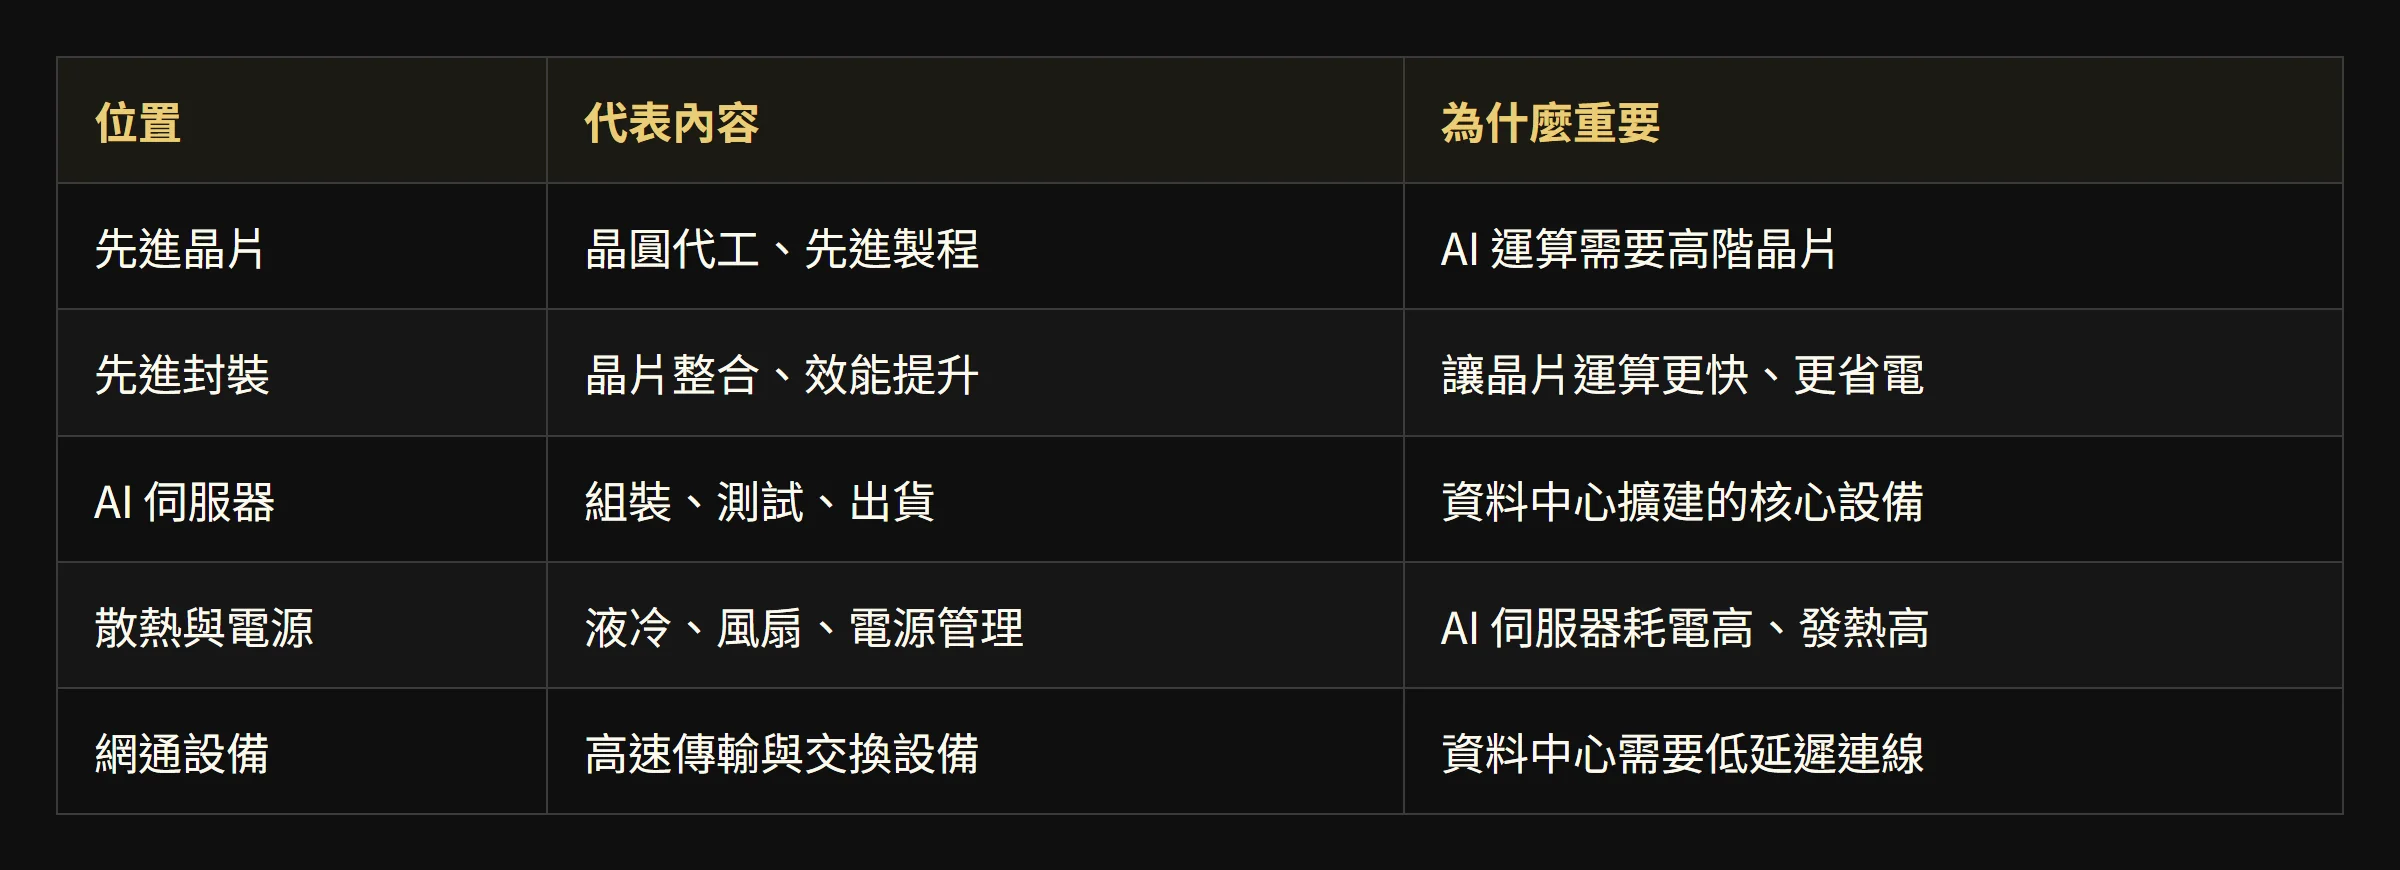 位置 代表內容 為什麼重要
先進晶片 晶圓代工、先進製程 AI 運算需要高階晶片
先進封裝 晶片整合、效能提升 讓晶片運算更快、更省電
AI 伺服器 組裝、測試、出貨 資料中心擴建的核心設備
散熱與電源 液冷、風扇、電源管理 AI 伺服器耗電高、發熱高
網通設備 高速傳輸與交換設備 資料中心需要低延遲連線